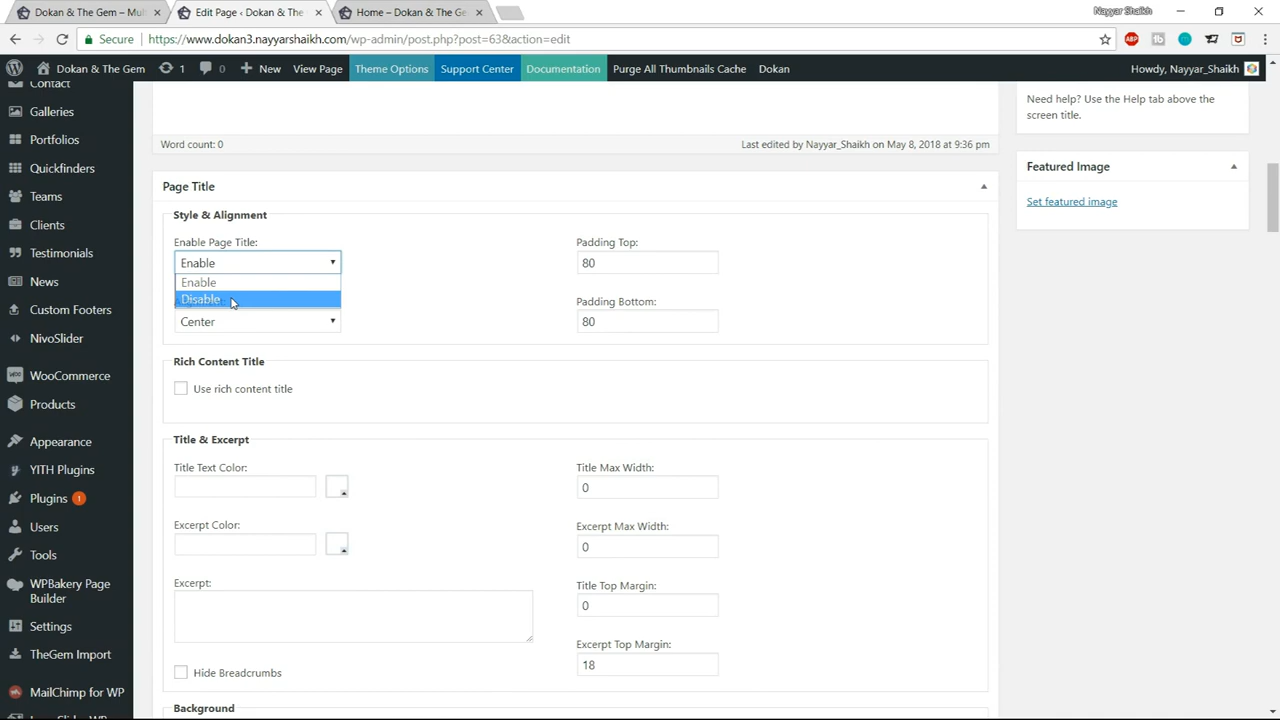 Dokan & The Gem – Mul
Edit Page ‹ Dokan & The
Home – Dokan & The Ge
Nayyar Shaikh
Secure
https://www.dokan3.nayyarshaikh.com/wp-admin/post.php?post=63&action=edit
Dokan & The Gem
1
0
New
View Page
Theme Options
Support Center
Documentation
Purge All Thumbnails Cache
Dokan
Howdy, Nayyar_Shaikh
Contact
Galleries
Portfolios
Quickfinders
Teams
Clients
Testimonials
News
Custom Foorters
NivoSlider
WooCommerce
Products
Appearance
YITH Plugins
Plugins 1
Users
Tools
WPBakery Page
Builder
Settings
TheGem Import
MailChimp for WP
Word count: 0
Last edited by Nayyar_Shaikh on May 8, 2018 at 9:36 pm
Page Title
Style & Alignment
Enable Page Title:
Enable
Enable
Disable
Center
Padding Top:
80
Padding Bottom:
80
Rich Content Title
Use rich content title
Title & Excerpt
Title Text Color:
Excerpt Color:
Excerpt:
Hide Breadcrumbs
Title Max Width:
0
Excerpt Max Width:
0
Title Top Margin:
0
Excerpt Top Margin:
18
Background
Need help? Use the Help tab above the
screen title.
Featured Image
Set featured image